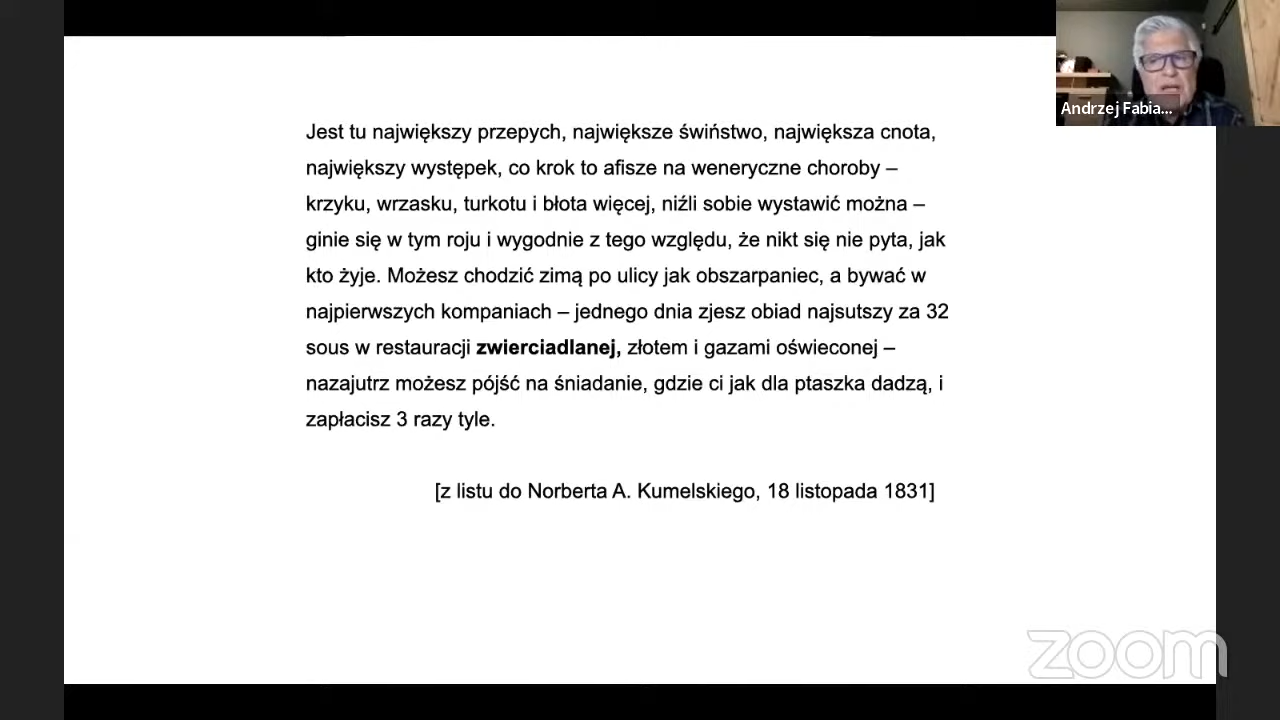 Andrzej Fabia...
Jest tu największy przepych, największe świństwo, największa cnota,
największy występek, co krok to afisze na weneryczne choroby –
krzyku, wrzasku, turkotu i błota więcej, niźli sobie wystawić można –
ginie się w tym roju i wygodnie z tego względu, że nikt się nie pyta, jak
kto żyje. Możesz chodzić zimą po ulicy jak obszarpaniec, a bywać w
najpierwszych kompaniach – jednego dnia zjesz obiad najsutszy za 32
sous w restauracji zwierciadlanej, złotem i gazami oświeconej –
nazajutrz możesz pójść na śniadanie, gdzie ci jak dla ptaszka dadzą, i
zapłacisz 3 razy tyle.
[z listu do Norberta A. Kumelskiego, 18 listopada 1831]
zoom